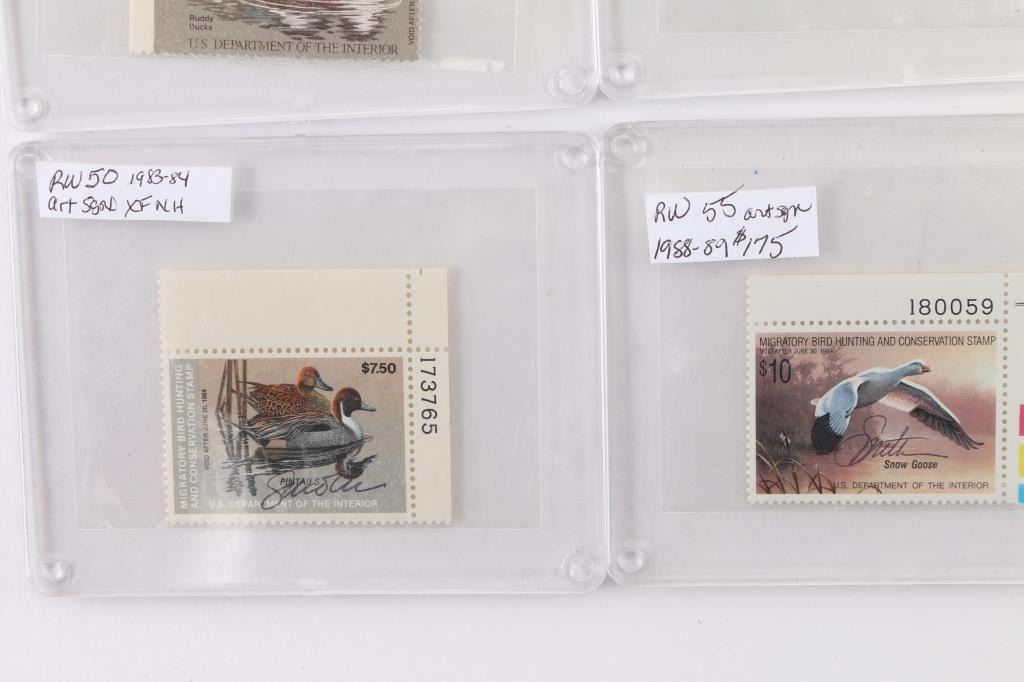 Ruddy
Ducks
VOID AFTER
U.S DEPARTMENT OF THE INTERIOR
RW50 1983-84
art Sgnd XF NH
$7.50
173765
MIGRATORY BIRD HUNTING
AND CONSERVATION STAMP
VOID AFTER JUNE 30, 1984
PINTAILS
U.S. DEPARTMENT OF THE INTERIOR
RW 55 art sgn
1988-89 $175
180059
MIGRATORY BIRD HUNTING AND CONSERVATION STAMP
VOID AFTER JUNE 30, 1989
$10
Smith
Snow Goose
U.S. DEPARTMENT OF THE INTERIOR